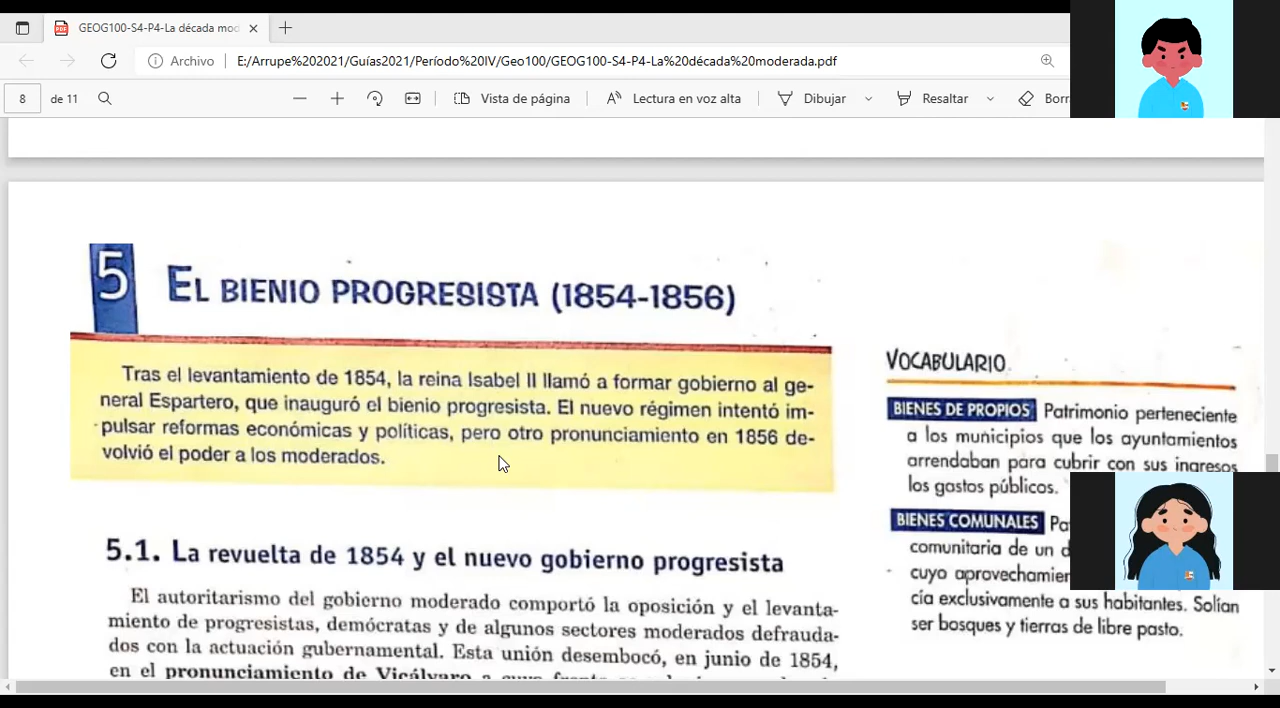 GEOG100-S4-P4-La década mod
Archivo
E:/Arrupe%202021/Guías2021/Periodo%20IV/Geo100/GEOG100-S4-P4-La%20década%20moderada.pdf
8
de 11
Vista de página
Lectura en voz alta
Dibujar
Resaltar
5
EL BIENIO PROGRESISTA (1854-1856)
Tras el levantamiento de 1854, la reina Isabel II llamó a formar gobierno al ge-
neral Espartero, que inauguró el bienio progresista. El nuevo régimen intentó im-
pulsar reformas económicas y políticas, pero otro pronunciamiento en 1856 de-
volvió el poder a los moderados.
5.1. La revuelta de 1854 y el nuevo gobierno progresista
El autoritarismo del gobierno moderado comportó la oposición y el levanta-
miento de progresistas, demócratas y de algunos sectores moderados defrauda-
dos con la actuación gubernamental. Esta unión desembocó, en junio de 1854,
en el pronunciamiento de Vicálvaro a cuyo frente
VOCABULARIO
BIENES DE PROPIOS Patrimonio perteneciente
a los municipios que los ayuntamientos
arrendaban para cubrir con sus ingresos
los gastos públicos.
BIENES COMUNALES
comunitaria de un
cuyo
cía exclusivamente a sus habitantes. Solían
ser bosques y tierras de libre pasto.